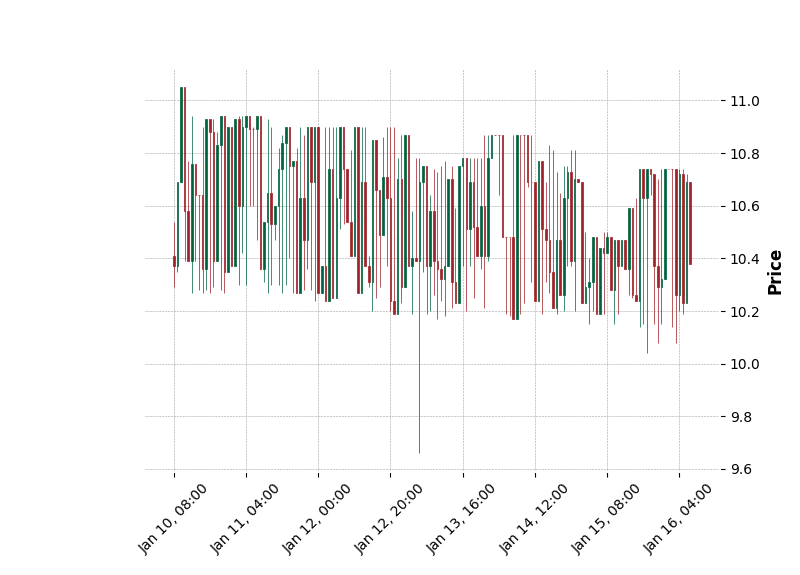 11.0
10.8
10.6
10.4
10.2
10.0
9.8
9.6
Price
Jan 10, 08:00
Jan 11, 04:00
Jan 12, 00:00
Jan 12, 20:00
Jan 13, 16:00
Jan 14, 12:00
Jan 15, 08:00
Jan 16, 04:00